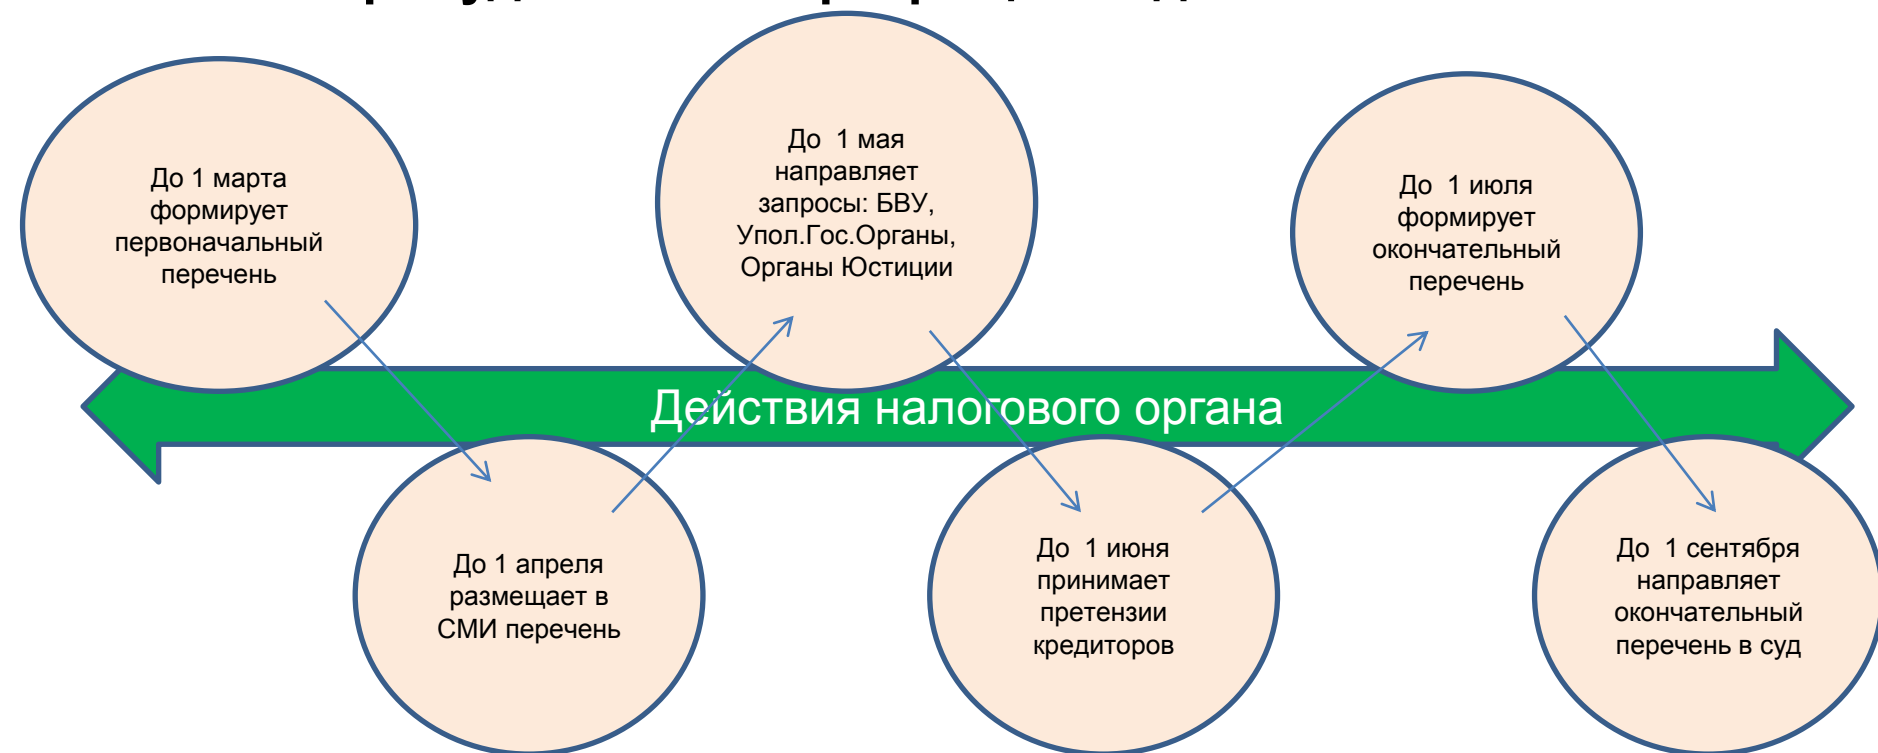 До 1 марта
формирует
первоначальный
перечень
До 1 апреля
размещает в
СМИ перечень
До 1 мая
направляет
запросы: БВУ,
Упол.Гос.Органы,
Органы Юстиции
До 1 июня
принимает
претензии
кредиторов
До 1 июля
формирует
окончательный
перечень
До 1 сентября
направляет
окончательный
перечень в суд
Действия налогового органа